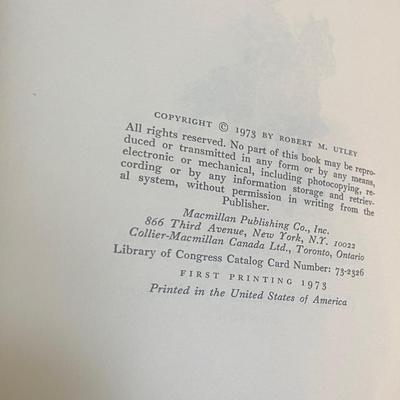 COPYRIGHT © 1973 BY ROBERT M. UTLEY
All rights reserved. No part of this book may be repro-
duced or transmitted in any form or by any means,
electronic or mechanical, including photocopying, re-
cording or by any information storage and retriev-
al system, without permission in writing from the
Publisher.
Macmillan Publishing Co., Inc.
866 Third Avenue, New York, N.Y. 10022
Collier-Macmillan Canada Ltd., Toronto, Ontario
Library of Congress Catalog Card Number: 73-2326
FIRST PRINTING 1973
Printed in the United States of America